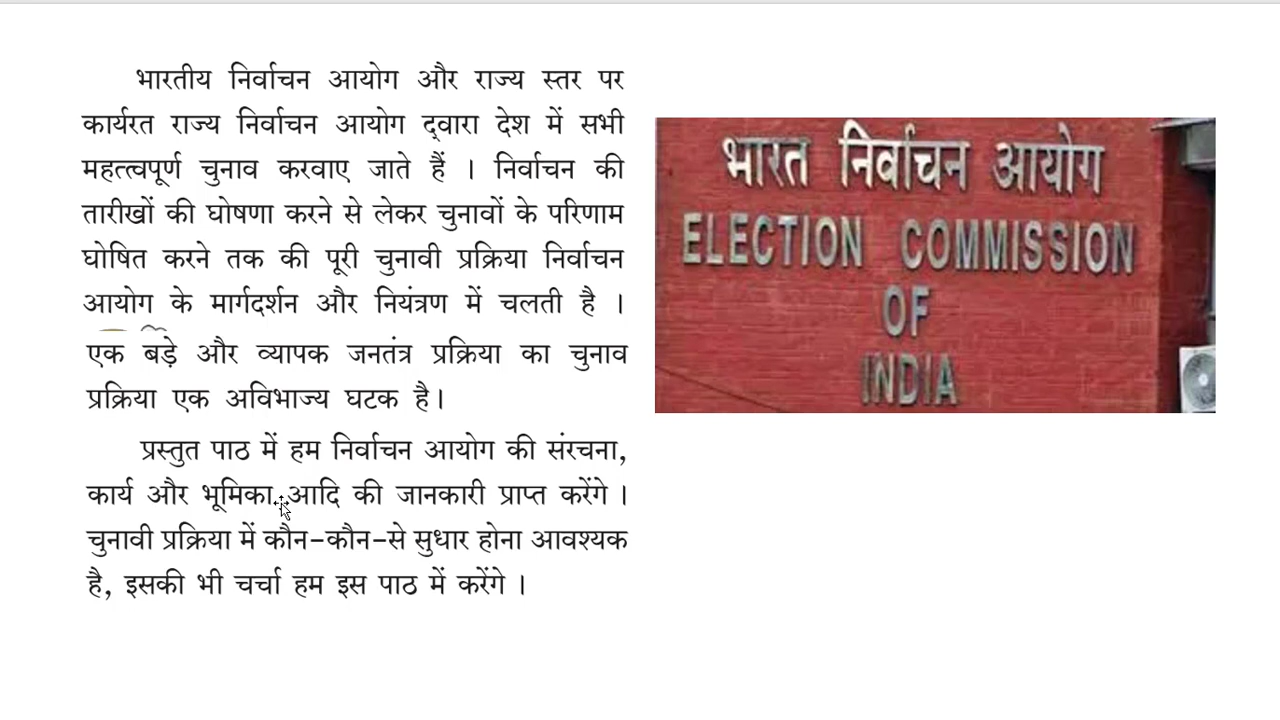 भारतीय निर्वाचन आयोग और राज्य स्तर पर
कार्यरत राज्य निर्वाचन आयोग द्‌वारा देश में सभी
महत्त्वपूर्ण चुनाव करवाए जाते हैं । निर्वाचन की
तारीखों की घोषणा करने से लेकर चुनावों के परिणाम
घोषित करने तक की पूरी चुनावी प्रक्रिया निर्वाचन
आयोग के मार्गदर्शन और नियंत्रण में चलती है ।
एक बड़े और व्यापक जनतंत्र प्रक्रिया का चुनाव
प्रक्रिया एक अविभाज्य घटक है।
प्रस्तुत पाठ में हम निर्वाचन आयोग की संरचना,
कार्य और भूमिका आदि की जानकारी प्राप्त करेंगे ।
चुनावी प्रक्रिया में कौन-कौन-से सुधार होना आवश्यक
है, इसकी भी चर्चा हम इस पाठ में करेंगे ।
भारत निर्वाचन आयोग
ELECTION COMMISSION
OF
INDIA